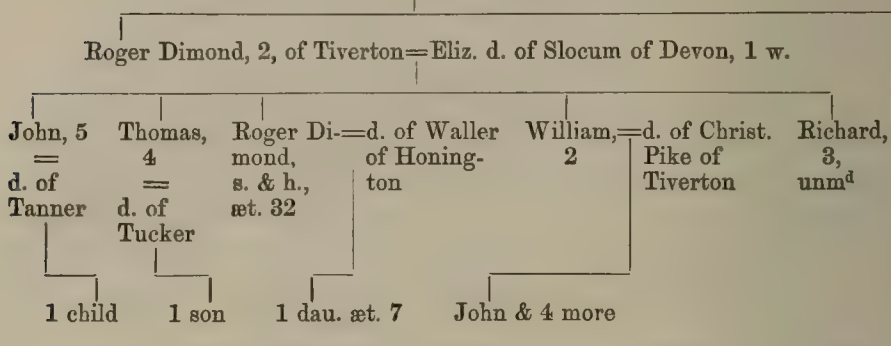 Roger Dimond, 2, of Tiverton=Eliz. d. of Slocum of Devon, 1 w.
John, 5
=
d. of
Tanner
Thomas,
4
=
d. of
Tucker
Roger Di-=d. of Waller
mond, of Honing-
s. & h., ton
æt. 32
William,=d. of Christ.
2 Pike of
Tiverton
Richard,
3,
unmᵈ
1 child 1 son 1 dau. æt. 7 John & 4 more